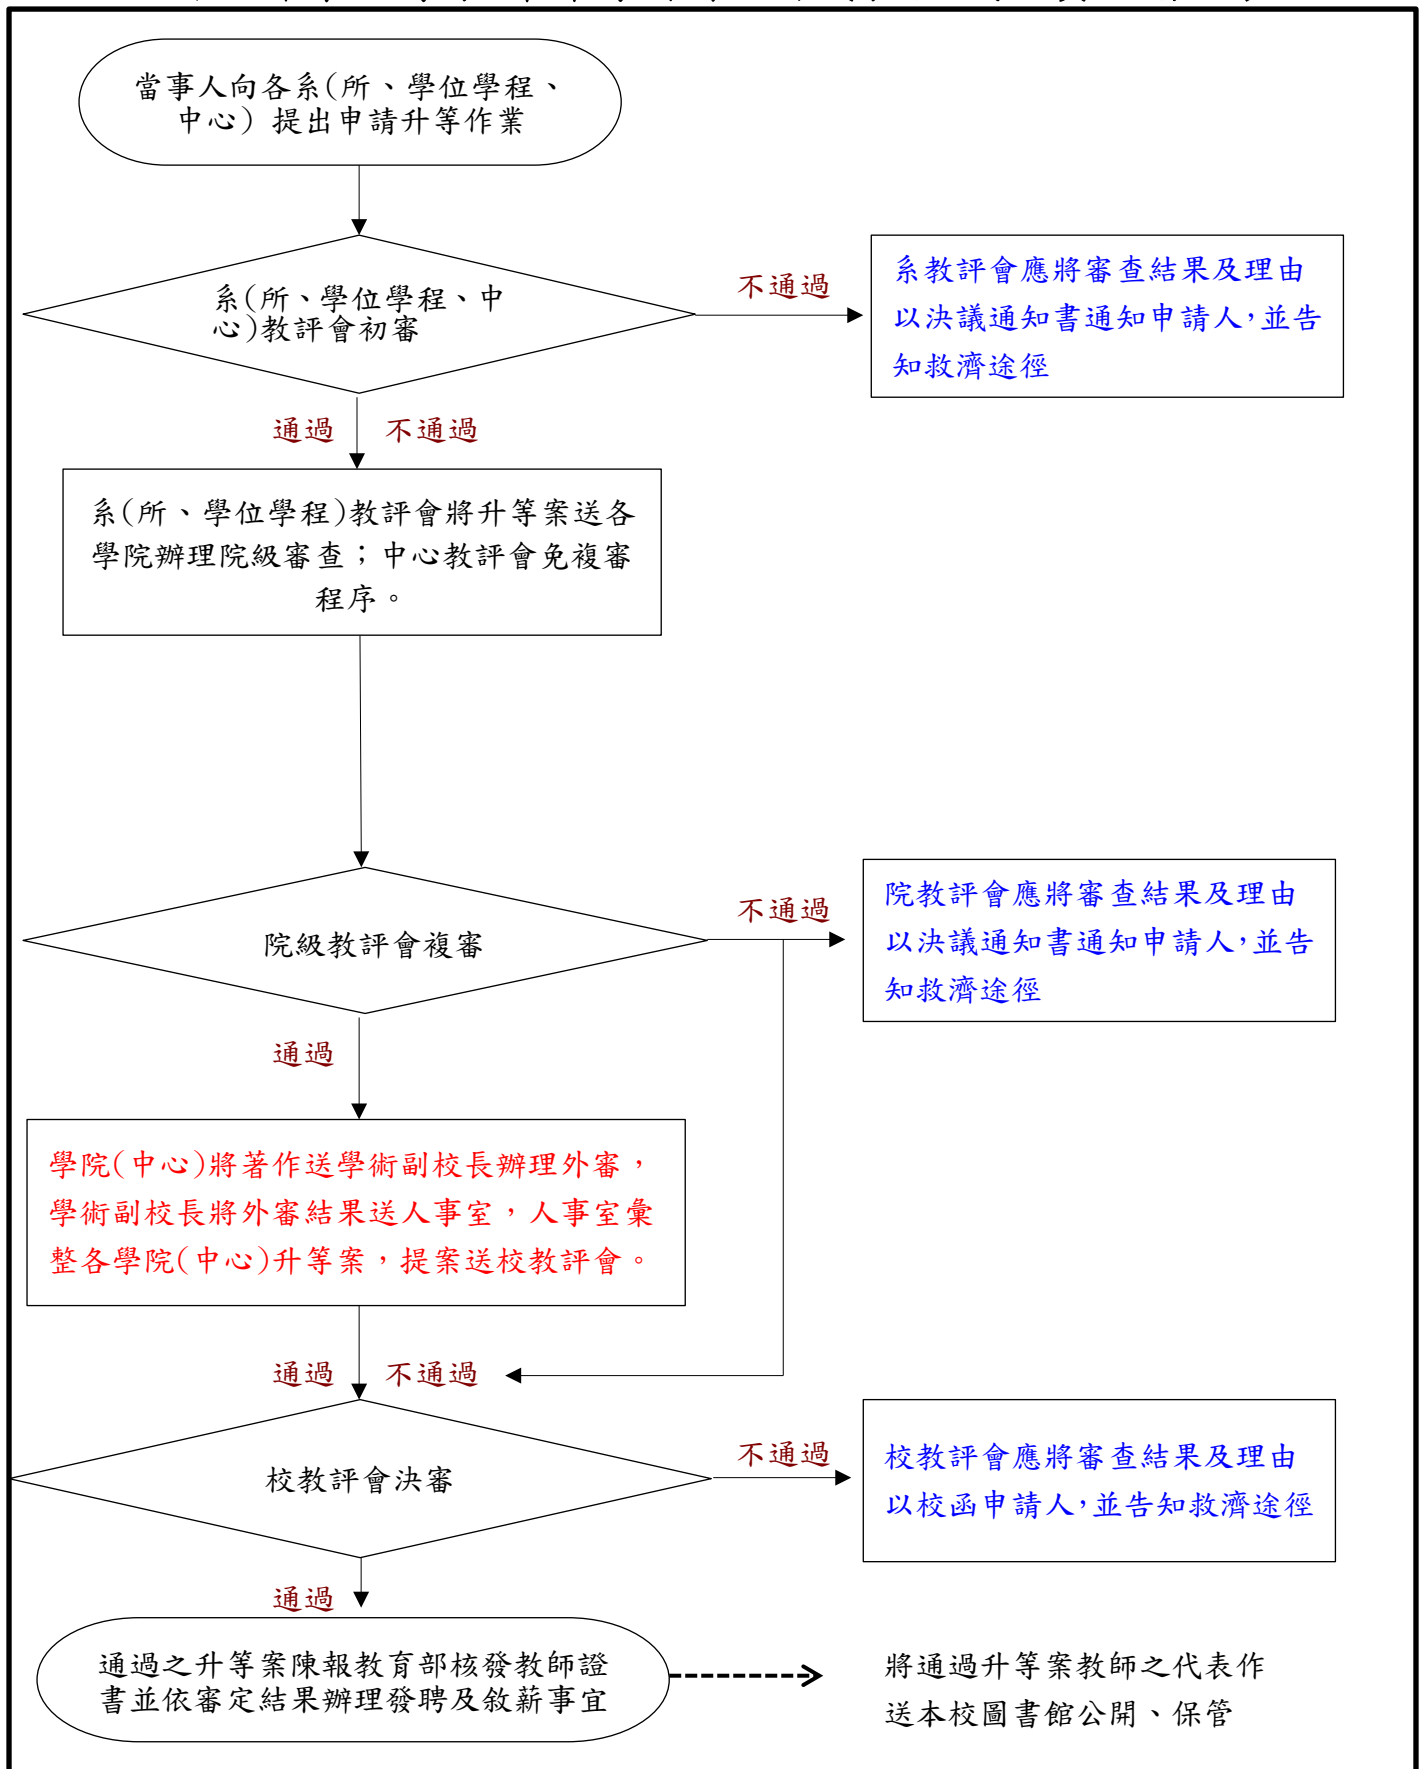 當事人向各系(所、學位學程、
中心) 提出申請升等作業
系(所、學位學程、中
心)教評會初審
不通過
系教評會應將審查結果及理由
以決議通知書通知申請人,並告
知救濟途徑
通過
不通過
系(所、學位學程)教評會將升等案送各
學院辦理院級審查；中心教評會免複審
程序。
院級教評會複審
不通過
院教評會應將審查結果及理由
以決議通知書通知申請人,並告
知救濟途徑
通過
學院(中心)將著作送學術副校長辦理外審，
學術副校長將外審結果送人事室，人事室彙
整各學院(中心)升等案，提案送校教評會。
通過
不通過
校教評會決審
不通過
校教評會應將審查結果及理由
以校函申請人,並告知救濟途徑
通過
通過之升等案陳報教育部核發教師證
書並依審定結果辦理發聘及敘薪事宜
將通過升等案教師之代表作
送本校圖書館公開、保管